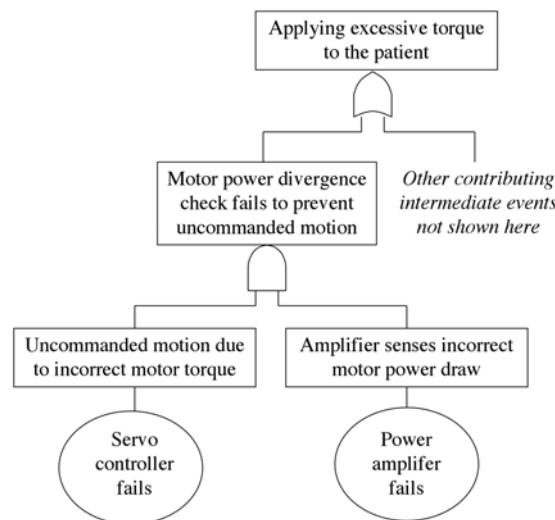 Applying excessive torque
to the patient
Motor power divergence
check fails to prevent
uncommanded motion
Other contributing
intermediate events
not shown here
Uncommanded motion due
to incorrect motor torque
Amplifier senses incorrect
motor power draw
Servo
controller
fails
Power
amplifer
fails